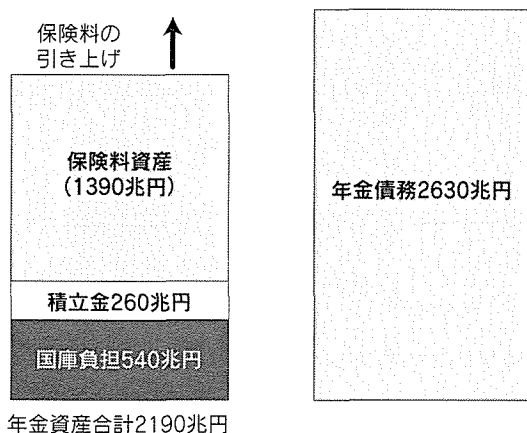 保険料の
引き上げ
保険料資産
(1390兆円)
積立金260兆円
国庫負担540兆円
年金資産合計2190兆円
年金債務2630兆円